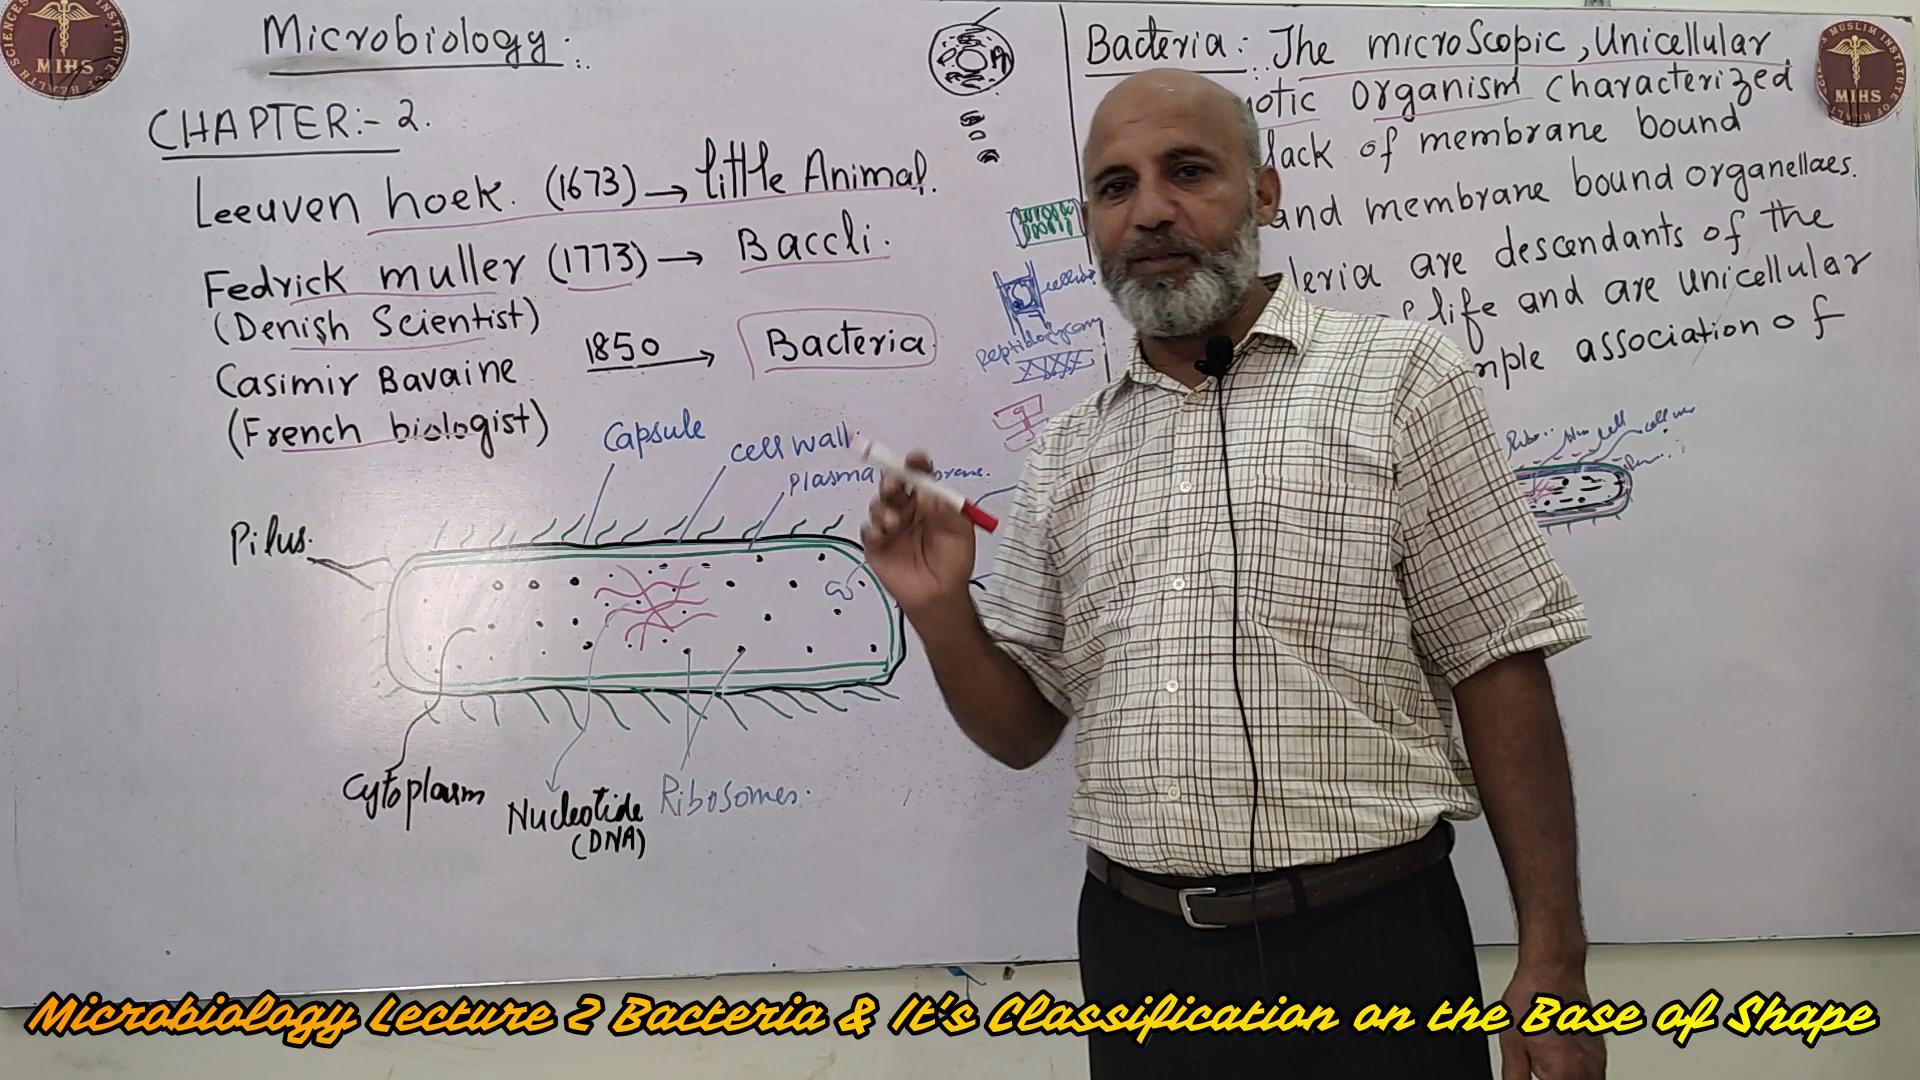 Microbiology:
CHAPTER:- 2.
Leeuven hoek. (1673) → little Animal.
Fedrick muller (1773) → Baccli.
(Denish Scientist)
1850 → Bacteria
Casimir Bavaine
(French biologist)
Capsule
cell wall.
Plasma brane.
Pilus.
Cytoplasm
Nucleotide
(DNA)
Ribosomes.
Bacteria: The microscopic, Unicellular
otic organism characterized
lack of membrane bound
and membrane bound organellaes.
teria are descendants of the
life and are unicellular
mple association of
MIHS
MIHS
Microbiology Lecture 2 Bacteria & It's Classification on the Base of Shape